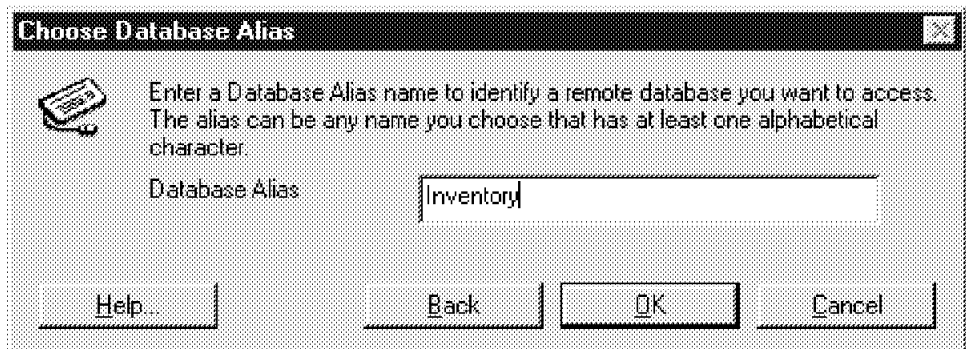 Choose Database Alias
Enter a Database Alias name to identify a remote database you want to access.
The alias can be any name you choose that has at least one alphabetical
character.
Database Alias
Inventory
Help...
Back
OK
Cancel